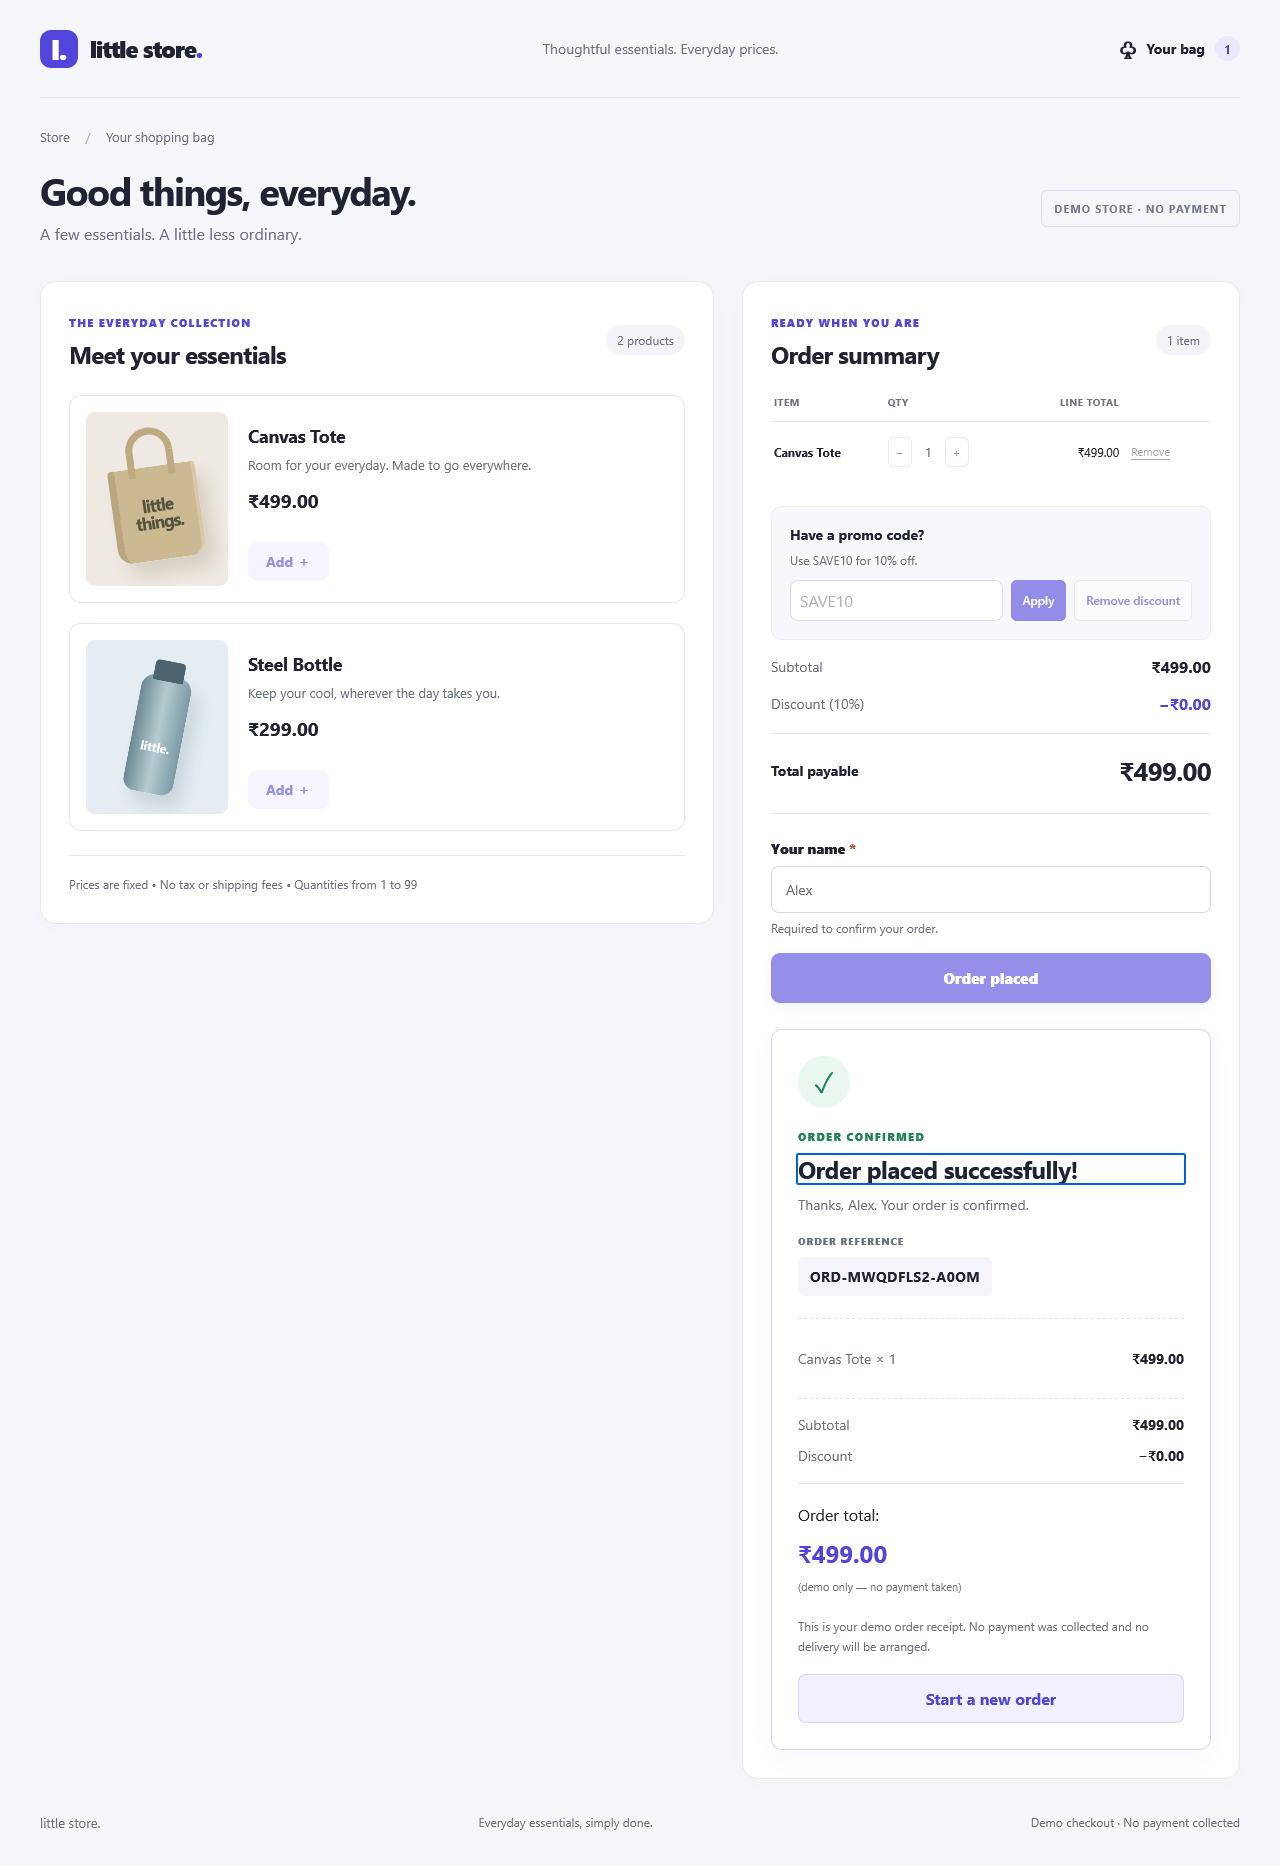 l.
little store.
Thoughtful essentials. Everyday prices.
Your bag 1
Store / Your shopping bag
Good things, everyday.
A few essentials. A little less ordinary.
DEMO STORE · NO PAYMENT
THE EVERYDAY COLLECTION
Meet your essentials
2 products
little
things.
Canvas Tote
Room for your everyday. Made to go everywhere.
₹499.00
Add +
little.
Steel Bottle
Keep your cool, wherever the day takes you.
₹299.00
Add +
Prices are fixed • No tax or shipping fees • Quantities from 1 to 99
READY WHEN YOU ARE
Order summary
1 item
ITEM QTY LINE TOTAL
Canvas Tote − 1 + ₹499.00 Remove
Have a promo code?
Use SAVE10 for 10% off.
SAVE10 Apply Remove discount
Subtotal ₹499.00
Discount (10%) −₹0.00
Total payable ₹499.00
Your name *
Alex
Required to confirm your order.
Order placed
✓
ORDER CONFIRMED
Order placed successfully!
Thanks, Alex. Your order is confirmed.
ORDER REFERENCE
ORD-MWQDFLS2-A0OM
Canvas Tote × 1 ₹499.00
Subtotal ₹499.00
Discount −₹0.00
Order total:
₹499.00
(demo only — no payment taken)
This is your demo order receipt. No payment was collected and no
delivery will be arranged.
Start a new order
little store.
Everyday essentials, simply done.
Demo checkout · No payment collected